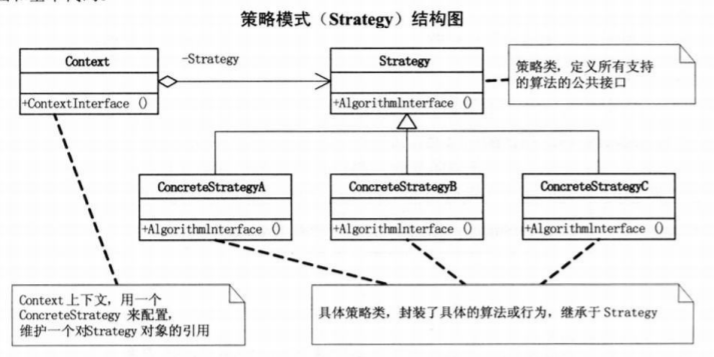 策略模式（Strategy）结构图
Context
-Strategy
Strategy
策略类，定义所有支持
的算法的公共接口
+ContextInterface ()
+AlgorithmInterface ()
ConcreteStrategyA
ConcreteStrategyB
ConcreteStrategyC
+AlgorithmInterface ()
+AlgorithmInterface ()
+AlgorithmInterface ()
Context 上下文，用一个
ConcreteStrategy 来配置，
维护一个对Strategy 对象的引用
具体策略类，封装了具体的算法或行为，继承于 Strategy